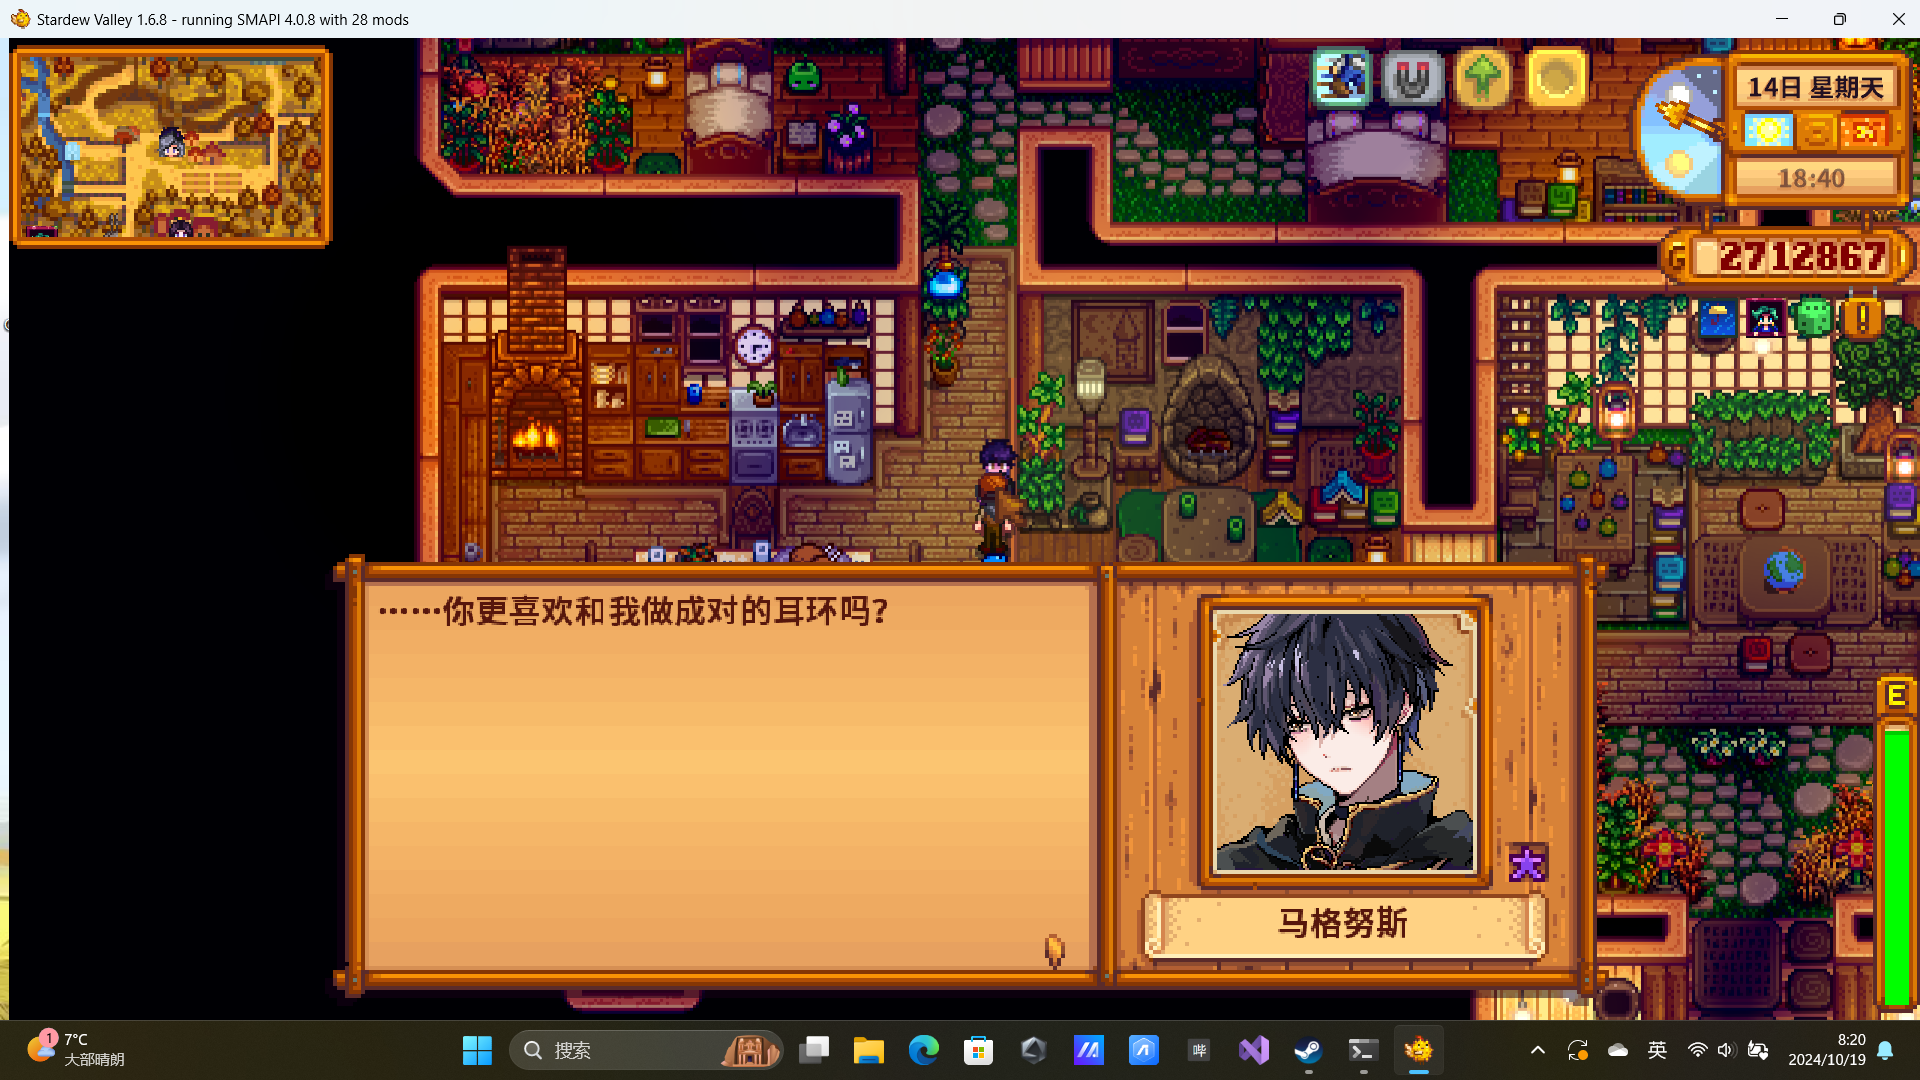 Stardew Valley 1.6.8 - running SMAPI 4.0.8 with 28 mods
14日 星期天
18:40
2712867
……你更喜欢和我做成对的耳环吗?
马格努斯
E
1
7°C
大部晴朗
搜索
哔
英
8:20
2024/10/19